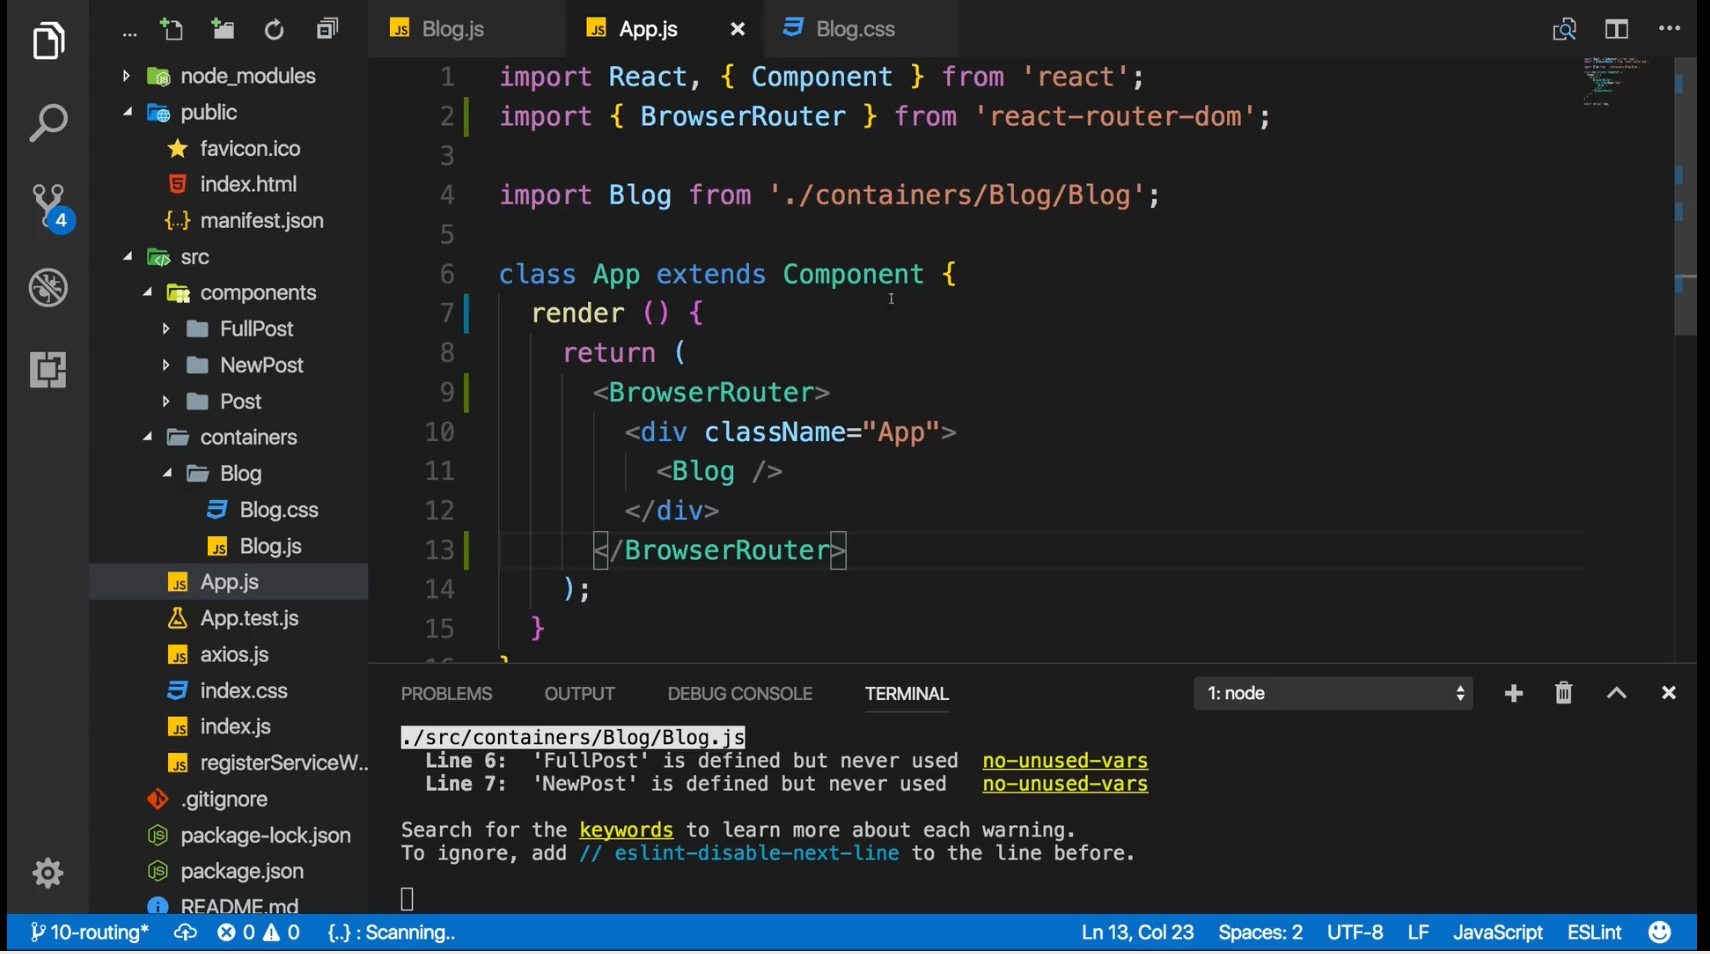 ...
Blog.js
App.js
Blog.css
node_modules
public
favicon.ico
index.html
manifest.json
src
components
FullPost
NewPost
Post
containers
Blog
Blog.css
Blog.js
App.js
App.test.js
axios.js
index.css
index.js
registerServiceW...
.gitignore
package-lock.json
package.json
README.md
4
1 import React, { Component } from 'react';
2 import { BrowserRouter } from 'react-router-dom';
3
4 import Blog from './containers/Blog/Blog';
5
6 class App extends Component {
7 render () {
8 return (
9 <BrowserRouter>
10 <div className="App">
11 <Blog />
12 </div>
13 </BrowserRouter>
14 );
15 }
16 }
PROBLEMS OUTPUT DEBUG CONSOLE TERMINAL 1: node
./src/containers/Blog/Blog.js
Line 6: 'FullPost' is defined but never used no-unused-vars
Line 7: 'NewPost' is defined but never used no-unused-vars
Search for the keywords to learn more about each warning.
To ignore, add // eslint-disable-next-line to the line before.
10-routing* 0 0 {..} : Scanning.. Ln 13, Col 23 Spaces: 2 UTF-8 LF JavaScript ESLint